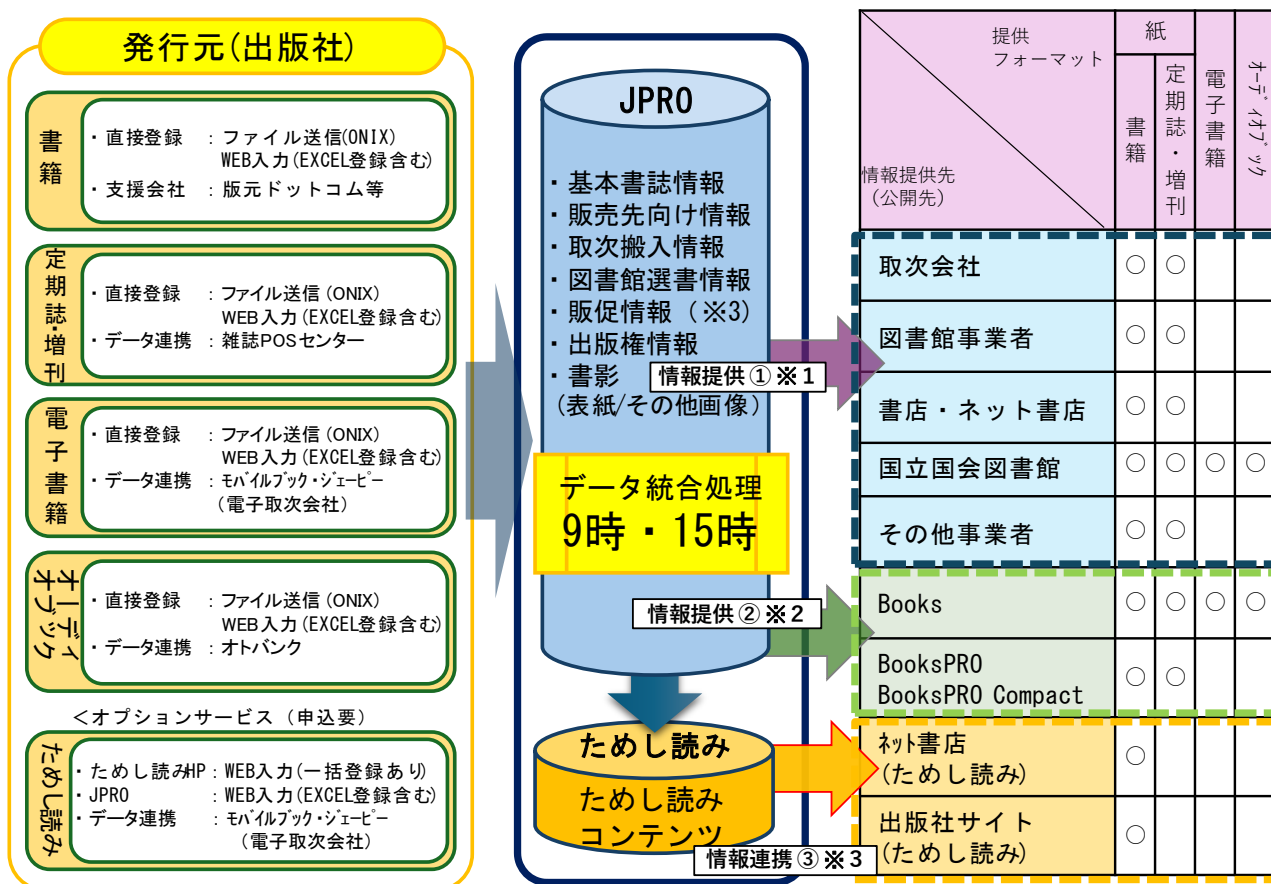 発行元(出版社)
書籍
・直接登録 ：ファイル送信(ONIX)
WEB入力(EXCEL登録含む)
・支援会社 ：版元ドットコム等
定期誌・増刊
・直接登録 ：ファイル送信(ONIX)
WEB入力(EXCEL登録含む)
・データ連携 ：雑誌POSセンター
電子書籍
・直接登録 ：ファイル送信(ONIX)
WEB入力(EXCEL登録含む)
・データ連携 ：ﾓﾊﾞｲﾙﾌﾞｯｸ・ｼﾞｪｰﾋﾟｰ
(電子取次会社)
オーディオブック
・直接登録 ：ファイル送信(ONIX)
WEB入力(EXCEL登録含む)
・データ連携 ：オトバンク
＜オプションサービス（申込要）
ためし読み
・ためし読みHP：WEB入力(一括登録あり)
・JPRO ：WEB入力(EXCEL登録含む)
・データ連携 ：ﾓﾊﾞｲﾙﾌﾞｯｸ・ｼﾞｪｰﾋﾟｰ
(電子取次会社)
JPRO
・基本書誌情報
・販売先向け情報
・取次搬入情報
・図書館選書情報
・販促情報（※3）
・出版権情報
・書影
(表紙/その他画像)
情報提供①※1
データ統合処理
9時・15時
情報提供②※2
ためし読み
ためし読み
コンテンツ
情報連携③※3
提供
フォーマット
情報提供先
(公開先)
紙
書籍
定期誌・増刊
電子書籍
ｵｰﾃﾞｨｵﾌﾞｯｸ
取次会社 ○ ○
図書館事業者 ○ ○
書店・ネット書店 ○ ○
国立国会図書館 ○ ○ ○ ○
その他事業者 ○ ○
Books ○ ○ ○ ○
BooksPRO
BooksPRO Compact ○ ○
ﾈｯﾄ書店
(ためし読み) ○
出版社サイト
(ためし読み) ○